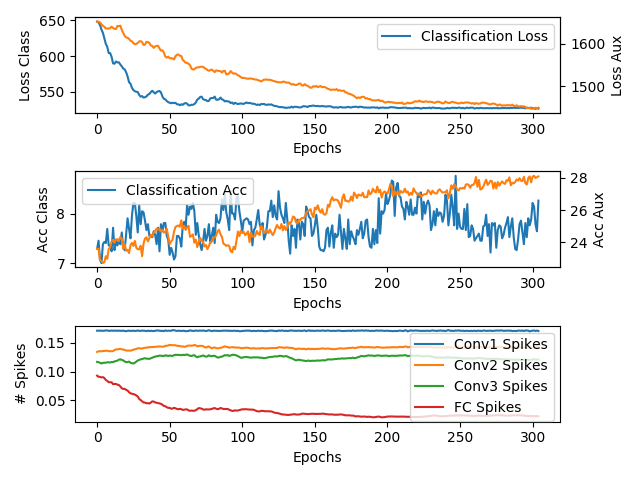 650
600
550
Loss Class
Classification Loss
1600
1500
Loss Aux
0 50 100 150 200 250 300
Epochs
8
7
Acc Class
Classification Acc
28
26
24
Acc Aux
0 50 100 150 200 250 300
Epochs
0.15
0.10
0.05
# Spikes
Conv1 Spikes
Conv2 Spikes
Conv3 Spikes
FC Spikes
0 50 100 150 200 250 300
Epochs